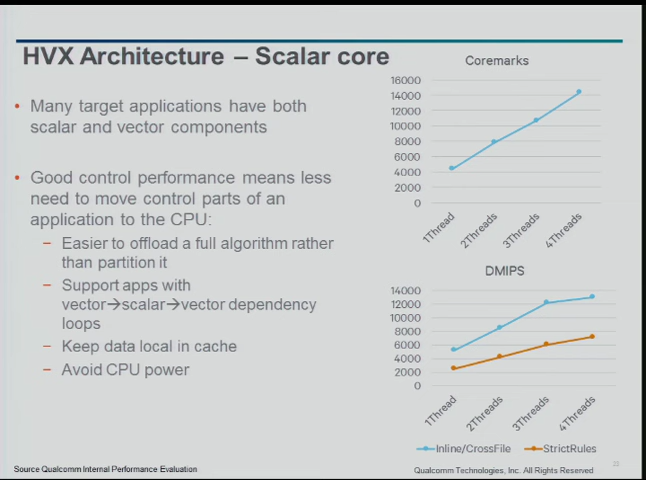 HVX Architecture – Scalar core
• Many target applications have both
scalar and vector components
• Good control performance means less
need to move control parts of an
application to the CPU:
– Easier to offload a full algorithm rather
than partition it
– Support apps with
vector→scalar→vector dependency
loops
– Keep data local in cache
– Avoid CPU power
Coremarks
16000
14000
12000
10000
8000
6000
4000
2000
0
1Thread
2Threads
3Threads
4Threads
DMIPS
14000
12000
10000
8000
6000
4000
2000
0
1Thread
2Threads
3Threads
4Threads
Inline/CrossFile StrictRules
Source Qualcomm Internal Performance Evaluation
Qualcomm Technologies, Inc. All Rights Reserved